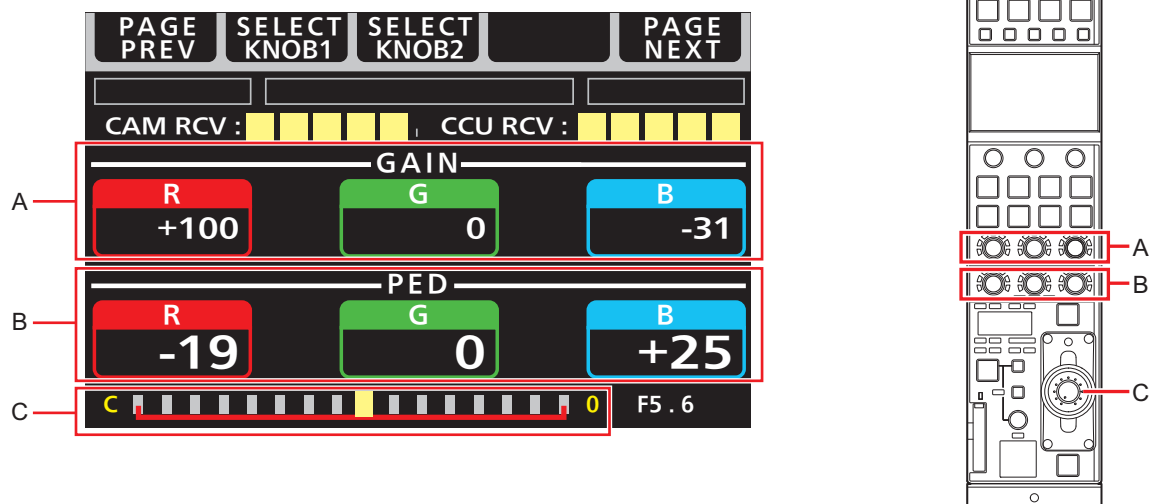 PAGE PREV SELECT KNOB1 SELECT KNOB2 PAGE NEXT
CAM RCV : CCU RCV :
GAIN
R G B
+100 0 -31
PED
R G B
-19 0 +25
C 0 F5.6
A
B
C
A
B
C